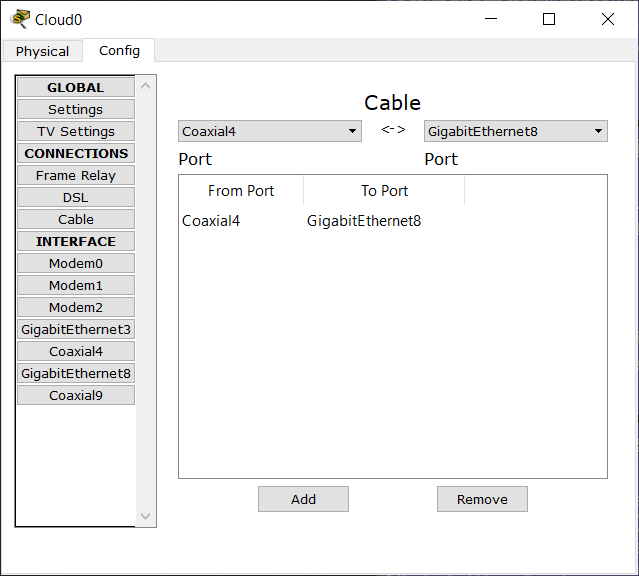 Cloud0
Physical
Config
GLOBAL
Settings
TV Settings
CONNECTIONS
Frame Relay
DSL
Cable
INTERFACE
Modem0
Modem1
Modem2
GigabitEthernet3
Coaxial4
GigabitEthernet8
Coaxial9
Cable
Coaxial4 <-> GigabitEthernet8
Port Port
From Port To Port
Coaxial4 GigabitEthernet8
Add Remove